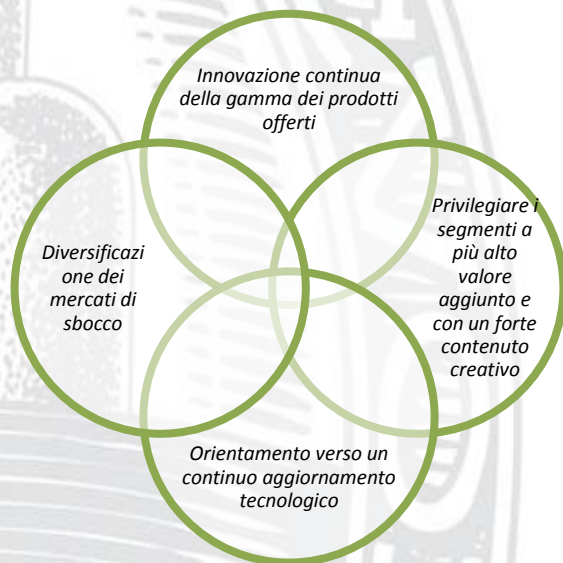 Innovazione continua
della gamma dei prodotti
offerti
Diversificazi
one dei
mercati di
sbocco
Privilegiare i
segmenti a
più alto
valore
aggiunto e
con un forte
contenuto
creativo
Orientamento verso un
continuo aggiornamento
tecnologico